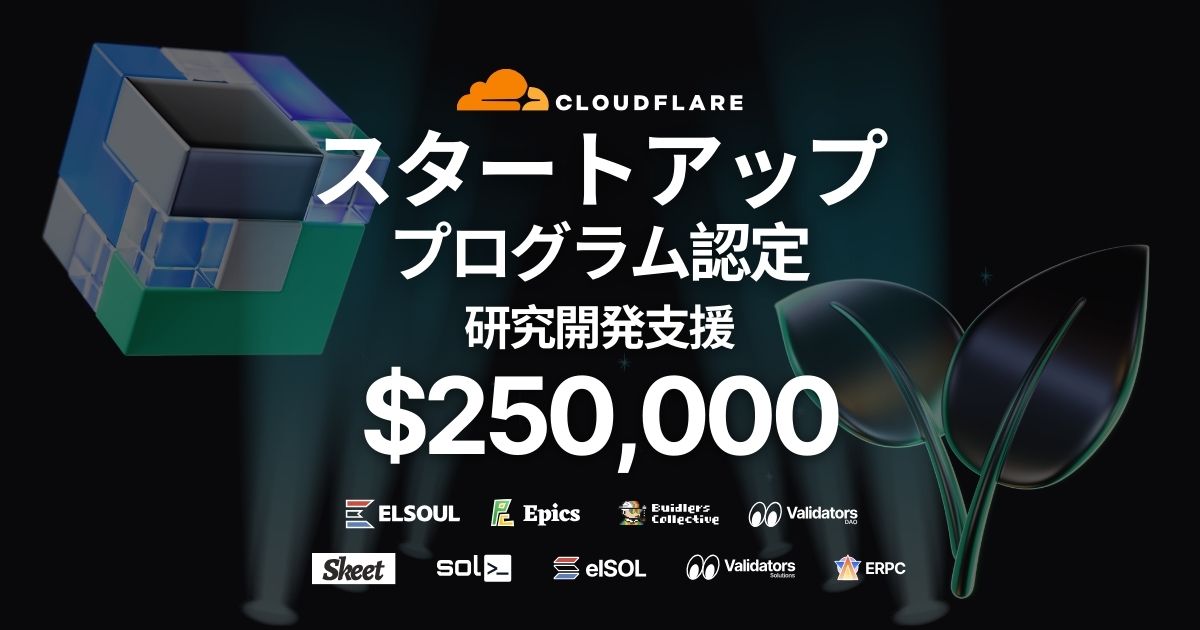 CLOUDFLARE
スタートアップ
プログラム認定
研究開発支援
$250,000
ELSOUL Epics Buidlers Collective Validators DAO
Skeet sol>_ elSOL Validators Solutions ERPC